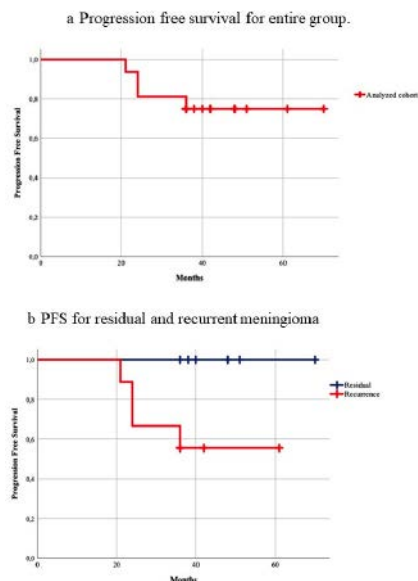 a Progression free survival for entire group.
1,0
0,8
0,6
0,4
0,2
0,0
Progression Free Survival
0
20
40
60
Months
Analyzed cohort
b PFS for residual and recurrent meningioma
1,0
0,8
0,6
0,4
0,2
0,0
Progression Free Survival
0
20
40
60
Months
Residual
Recurrence